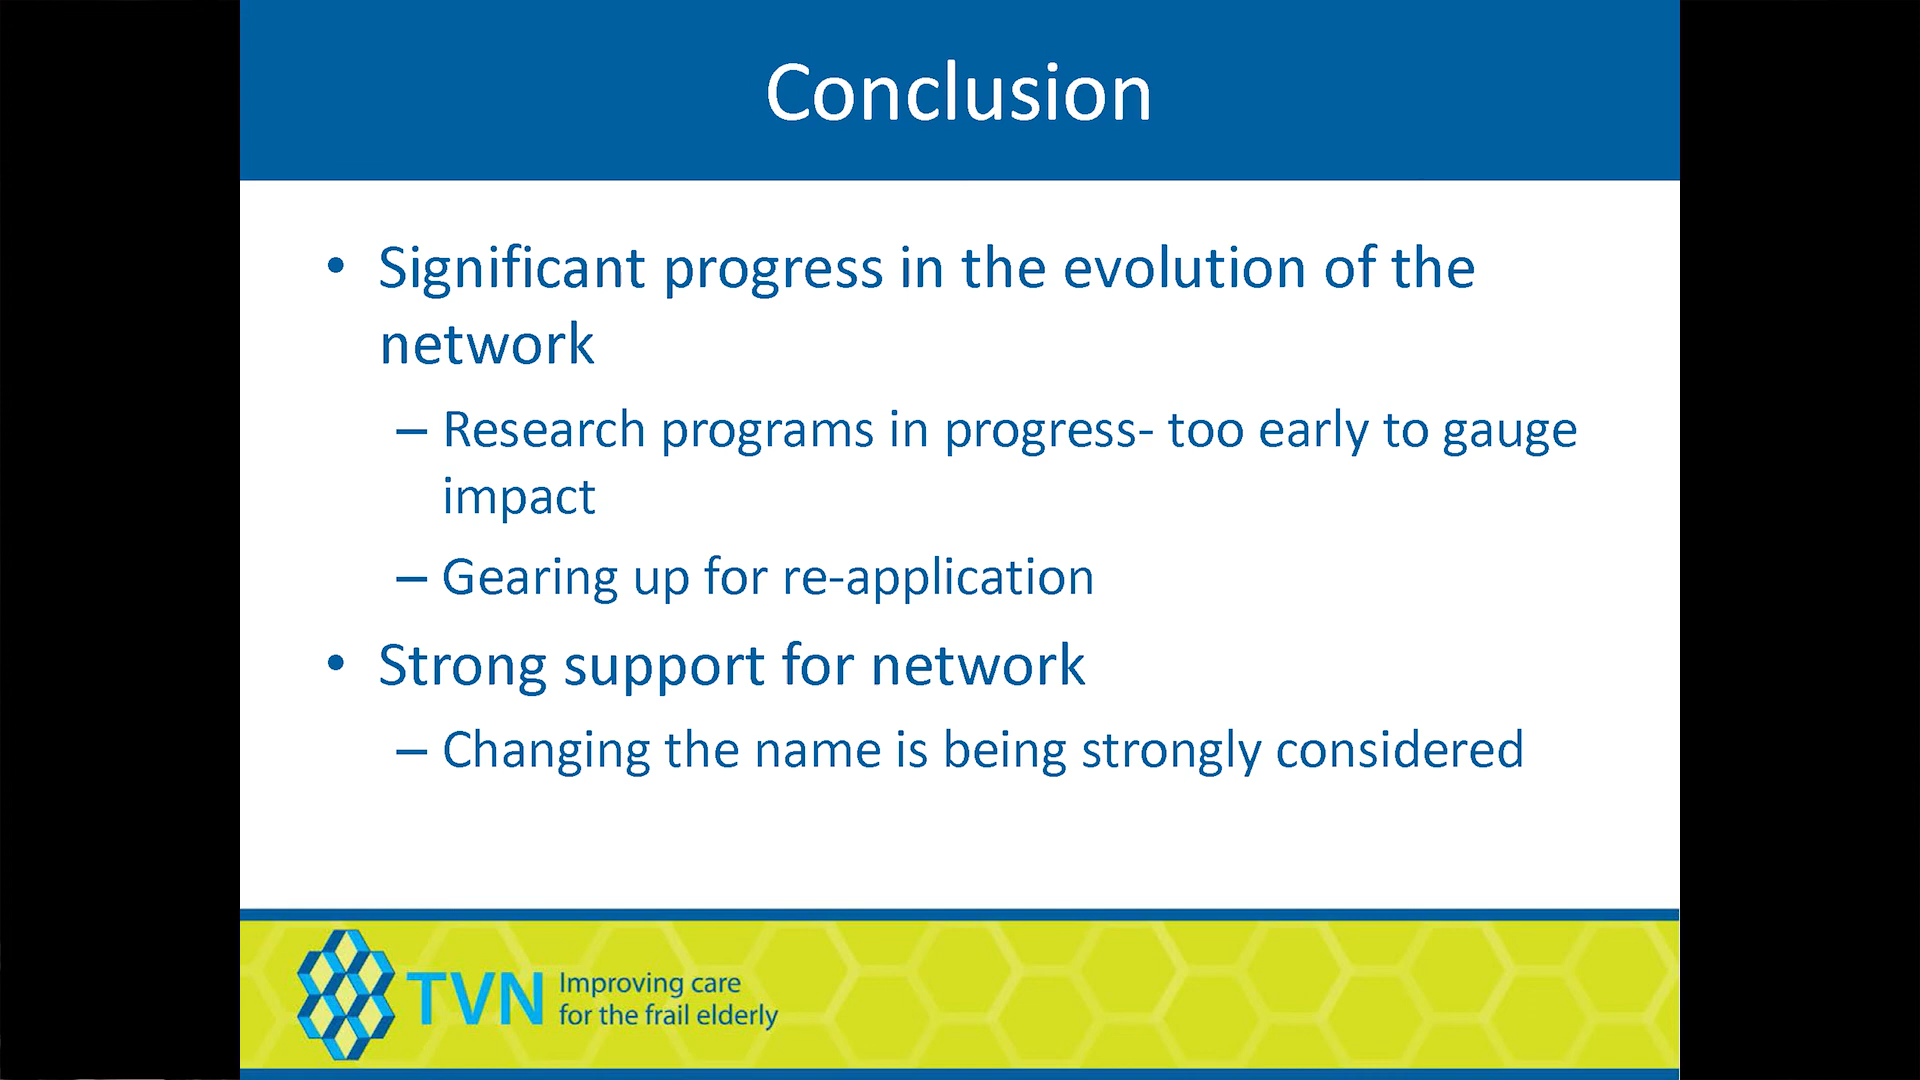 Conclusion
• Significant progress in the evolution of the
network
– Research programs in progress- too early to gauge
impact
– Gearing up for re-application
• Strong support for network
– Changing the name is being strongly considered
TVN
Improving care
for the frail elderly